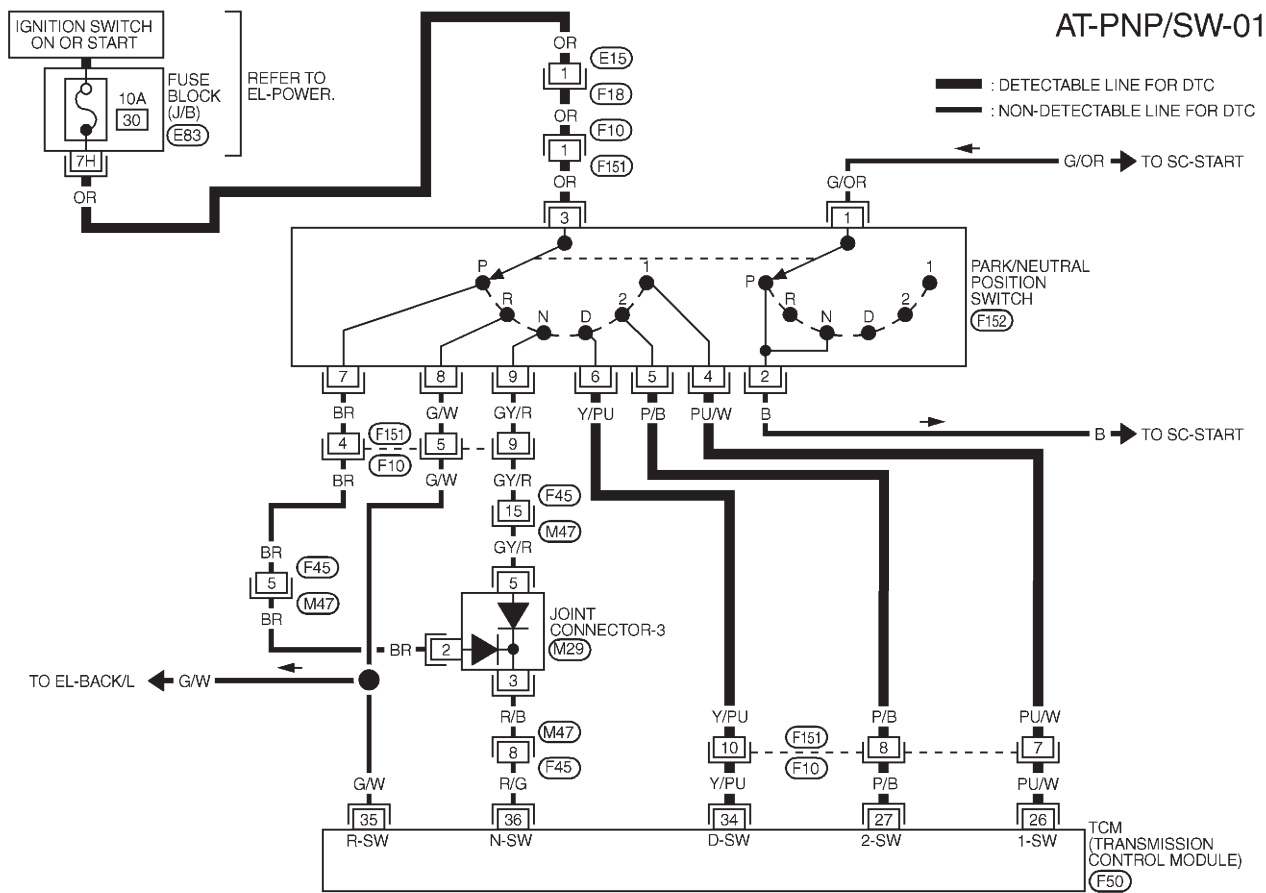 AT-PNP/SW-01
IGNITION SWITCH
ON OR START
FUSE
BLOCK
(J/B)
E83
10A
30
7H
OR
REFER TO
EL-POWER.
: DETECTABLE LINE FOR DTC
: NON-DETECTABLE LINE FOR DTC
OR
1
E15
F18
OR
1
F10
F151
OR
3
G/OR
TO SC-START
G/OR
1
PARK/NEUTRAL
POSITION
SWITCH
F152
P
R
N
D
2
1
P
R
N
D
2
1
7
8
9
6
5
4
2
BR
G/W
GY/R
Y/PU
P/B
PU/W
B
B
TO SC-START
4
F151
F10
5
9
BR
G/W
GY/R
15
F45
M47
GY/R
BR
5
F45
M47
BR
5
JOINT
CONNECTOR-3
M29
BR
2
3
TO EL-BACK/L
G/W
R/B
8
M47
F45
Y/PU
P/B
PU/W
10
F151
F10
8
7
G/W
R/G
Y/PU
P/B
PU/W
35
36
34
27
26
R-SW
N-SW
D-SW
2-SW
1-SW
TCM
(TRANSMISSION
CONTROL MODULE)
F50